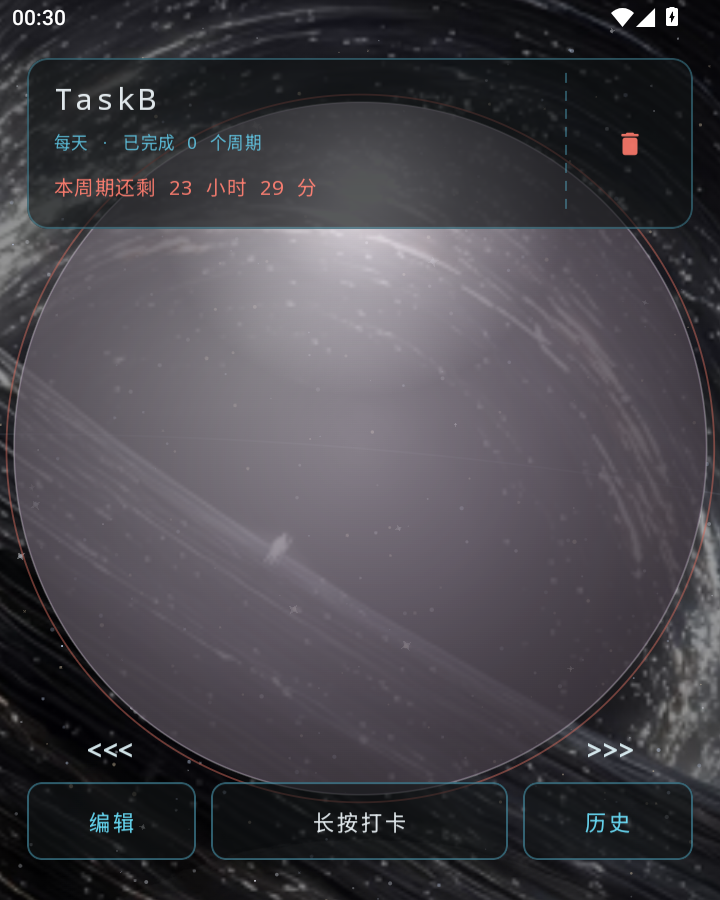 00:30
TaskB
每天 · 已完成 0 个周期
本周期还剩 23 小时 29 分
<<< >>>
编辑 长按打卡 历史